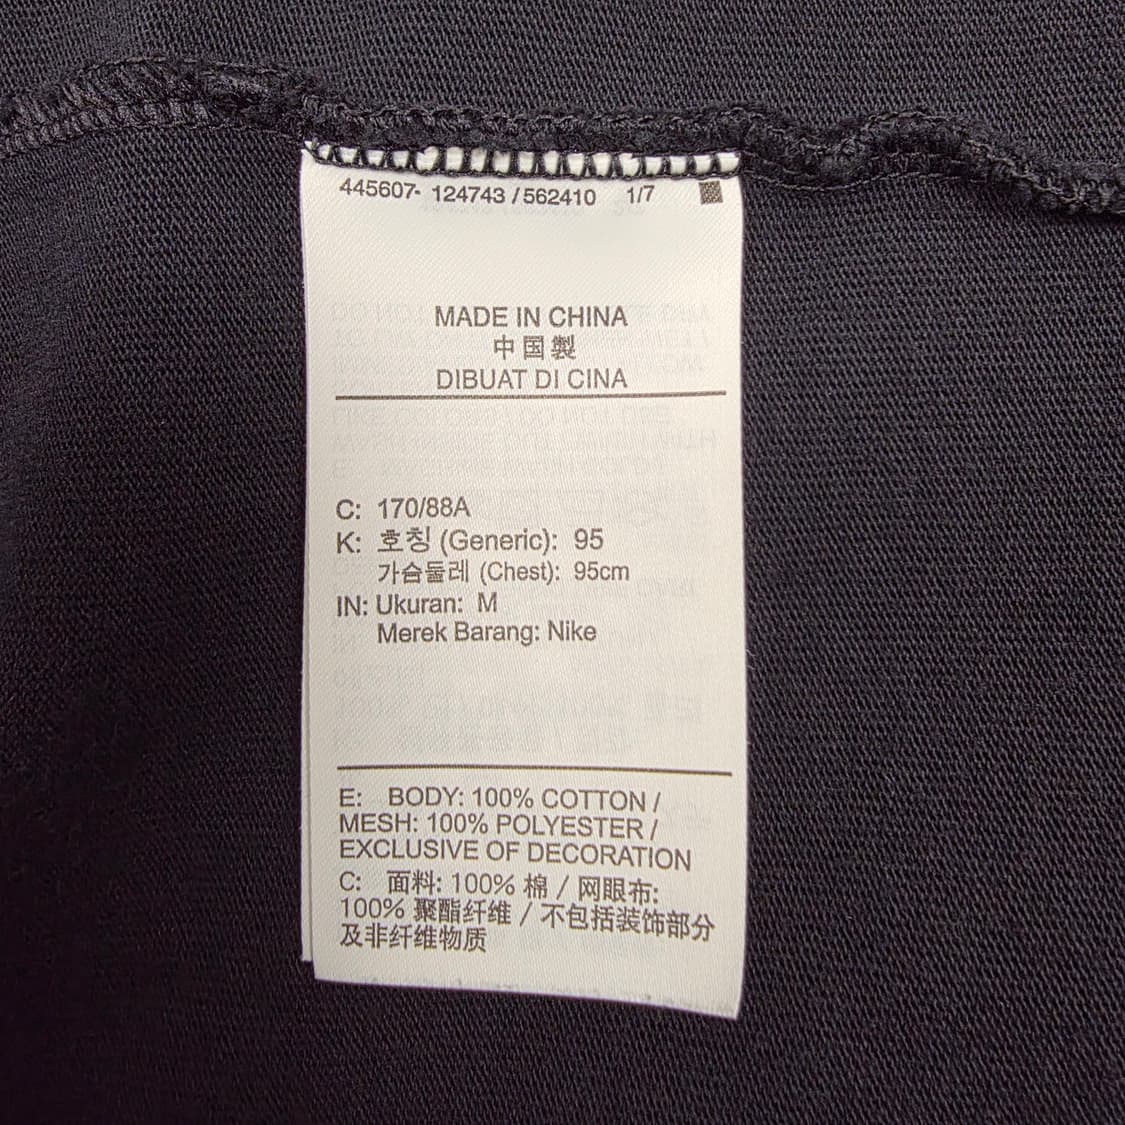 445607- 124743 / 562410 1/7
MADE IN CHINA
中国製
DIBUAT DI CINA
C: 170/88A
K: 호칭 (Generic): 95
가슴둘레 (Chest): 95cm
IN: Ukuran: M
Merek Barang: Nike
E: BODY: 100% COTTON /
MESH: 100% POLYESTER /
EXCLUSIVE OF DECORATION
C: 面料: 100% 棉 / 网眼布:
100% 聚酯纤维 / 不包括装饰部分
及非纤维物质